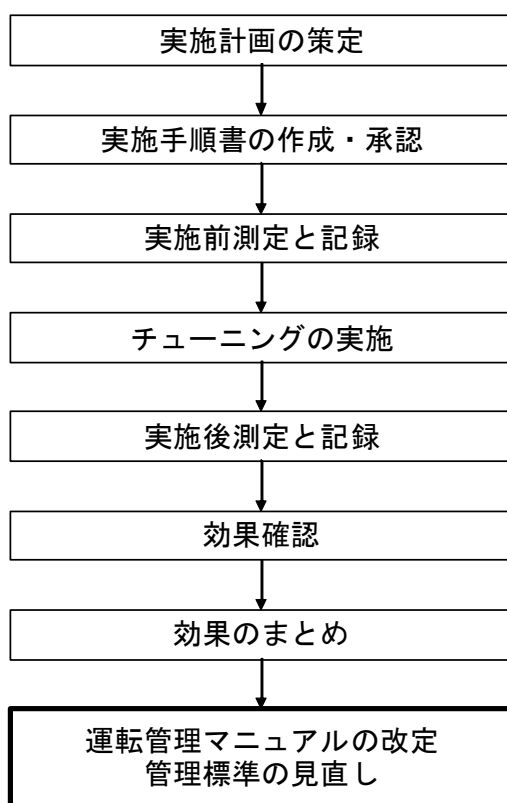 実施計画の策定
実施手順書の作成・承認
実施前測定と記録
チューニングの実施
実施後測定と記録
効果確認
効果のまとめ
運転管理マニュアルの改定
管理標準の見直し